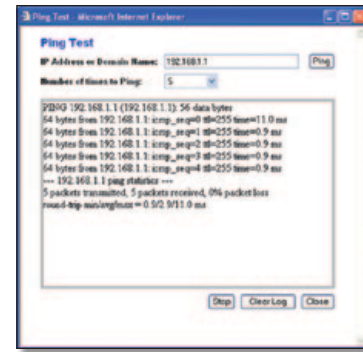 Ping Test - Microsoft Internet Explorer
Ping Test
IP Address or Domain Name: 192.168.1.1 Ping
Number of times to Ping: 5
PING 192.168.1.1 (192.168.1.1): 56 data bytes
64 bytes from 192.168.1.1: icmp_seq=0 ttl=255 time=11.0 ms
64 bytes from 192.168.1.1: icmp_seq=1 ttl=255 time=0.9 ms
64 bytes from 192.168.1.1: icmp_seq=2 ttl=255 time=0.9 ms
64 bytes from 192.168.1.1: icmp_seq=3 ttl=255 time=0.9 ms
64 bytes from 192.168.1.1: icmp_seq=4 ttl=255 time=0.9 ms
--- 192.168.1.1 ping statistics ---
5 packets transmitted, 5 packets received, 0% packet loss
round-trip min/avg/max = 0.9/2.9/11.0 ms
Stop Clear Log Close